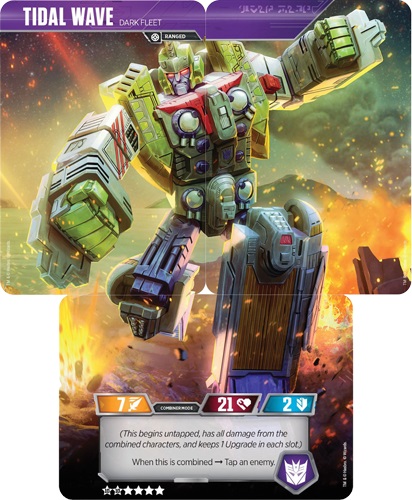 TIDAL WAVE DARK FLEET
RANGED
7 COMBINER MODE 21 2
(This begins untapped, has all damage from the
combined characters, and keeps 1 Upgrade in each slot.)
When this is combined → Tap an enemy.